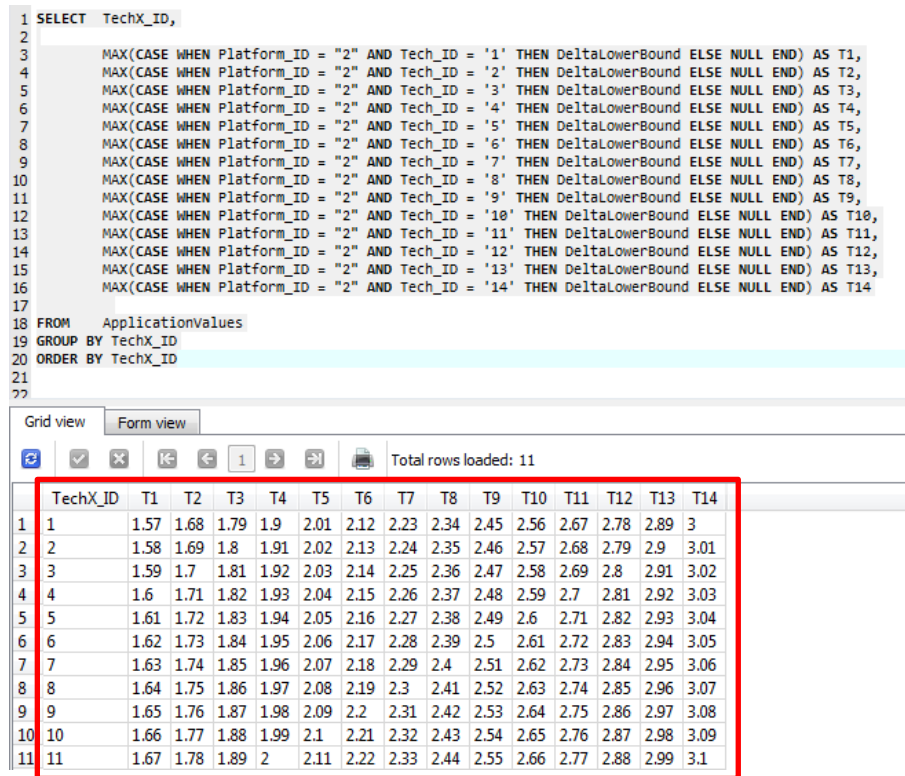 1 SELECT TechX_ID,
2
3 MAX(CASE WHEN Platform_ID = "2" AND Tech_ID = '1' THEN DeltaLowerBound ELSE NULL END) AS T1,
4 MAX(CASE WHEN Platform_ID = "2" AND Tech_ID = '2' THEN DeltaLowerBound ELSE NULL END) AS T2,
5 MAX(CASE WHEN Platform_ID = "2" AND Tech_ID = '3' THEN DeltaLowerBound ELSE NULL END) AS T3,
6 MAX(CASE WHEN Platform_ID = "2" AND Tech_ID = '4' THEN DeltaLowerBound ELSE NULL END) AS T4,
7 MAX(CASE WHEN Platform_ID = "2" AND Tech_ID = '5' THEN DeltaLowerBound ELSE NULL END) AS T5,
8 MAX(CASE WHEN Platform_ID = "2" AND Tech_ID = '6' THEN DeltaLowerBound ELSE NULL END) AS T6,
9 MAX(CASE WHEN Platform_ID = "2" AND Tech_ID = '7' THEN DeltaLowerBound ELSE NULL END) AS T7,
10 MAX(CASE WHEN Platform_ID = "2" AND Tech_ID = '8' THEN DeltaLowerBound ELSE NULL END) AS T8,
11 MAX(CASE WHEN Platform_ID = "2" AND Tech_ID = '9' THEN DeltaLowerBound ELSE NULL END) AS T9,
12 MAX(CASE WHEN Platform_ID = "2" AND Tech_ID = '10' THEN DeltaLowerBound ELSE NULL END) AS T10,
13 MAX(CASE WHEN Platform_ID = "2" AND Tech_ID = '11' THEN DeltaLowerBound ELSE NULL END) AS T11,
14 MAX(CASE WHEN Platform_ID = "2" AND Tech_ID = '12' THEN DeltaLowerBound ELSE NULL END) AS T12,
15 MAX(CASE WHEN Platform_ID = "2" AND Tech_ID = '13' THEN DeltaLowerBound ELSE NULL END) AS T13,
16 MAX(CASE WHEN Platform_ID = "2" AND Tech_ID = '14' THEN DeltaLowerBound ELSE NULL END) AS T14
17
18 FROM ApplicationValues
19 GROUP BY TechX_ID
20 ORDER BY TechX_ID
21
22
Grid view Form view
1 Total rows loaded: 11
TechX_ID T1 T2 T3 T4 T5 T6 T7 T8 T9 T10 T11 T12 T13 T14
1 1 1.57 1.68 1.79 1.9 2.01 2.12 2.23 2.34 2.45 2.56 2.67 2.78 2.89 3
2 2 1.58 1.69 1.8 1.91 2.02 2.13 2.24 2.35 2.46 2.57 2.68 2.79 2.9 3.01
3 3 1.59 1.7 1.81 1.92 2.03 2.14 2.25 2.36 2.47 2.58 2.69 2.8 2.91 3.02
4 4 1.6 1.71 1.82 1.93 2.04 2.15 2.26 2.37 2.48 2.59 2.7 2.81 2.92 3.03
5 5 1.61 1.72 1.83 1.94 2.05 2.16 2.27 2.38 2.49 2.6 2.71 2.82 2.93 3.04
6 6 1.62 1.73 1.84 1.95 2.06 2.17 2.28 2.39 2.5 2.61 2.72 2.83 2.94 3.05
7 7 1.63 1.74 1.85 1.96 2.07 2.18 2.29 2.4 2.51 2.62 2.73 2.84 2.95 3.06
8 8 1.64 1.75 1.86 1.97 2.08 2.19 2.3 2.41 2.52 2.63 2.74 2.85 2.96 3.07
9 9 1.65 1.76 1.87 1.98 2.09 2.2 2.31 2.42 2.53 2.64 2.75 2.86 2.97 3.08
10 10 1.66 1.77 1.88 1.99 2.1 2.21 2.32 2.43 2.54 2.65 2.76 2.87 2.98 3.09
11 11 1.67 1.78 1.89 2 2.11 2.22 2.33 2.44 2.55 2.66 2.77 2.88 2.99 3.1